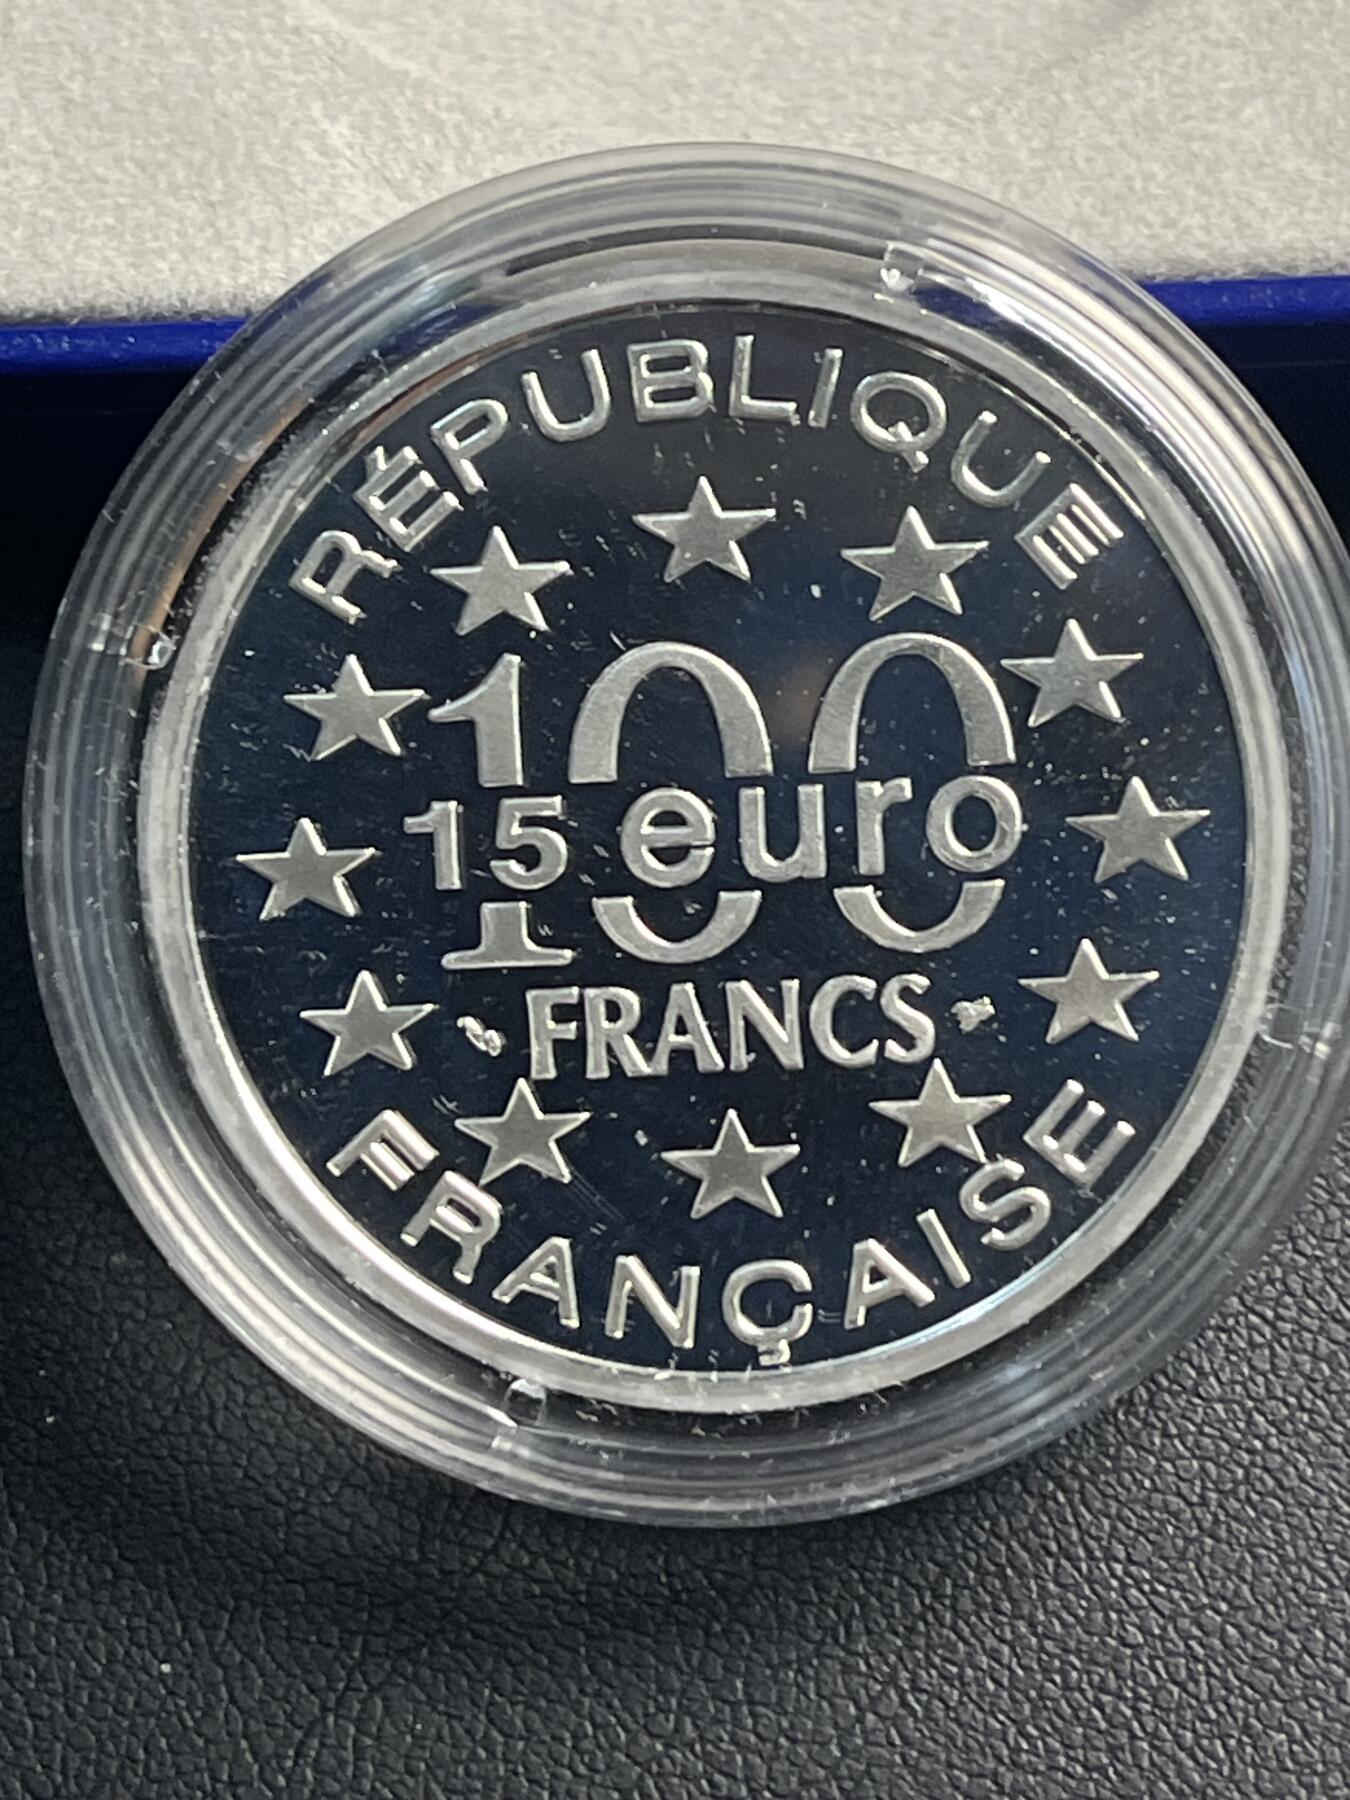 RÉPUBLIQUE
100
15 euro
FRANCS
FRANÇAISE